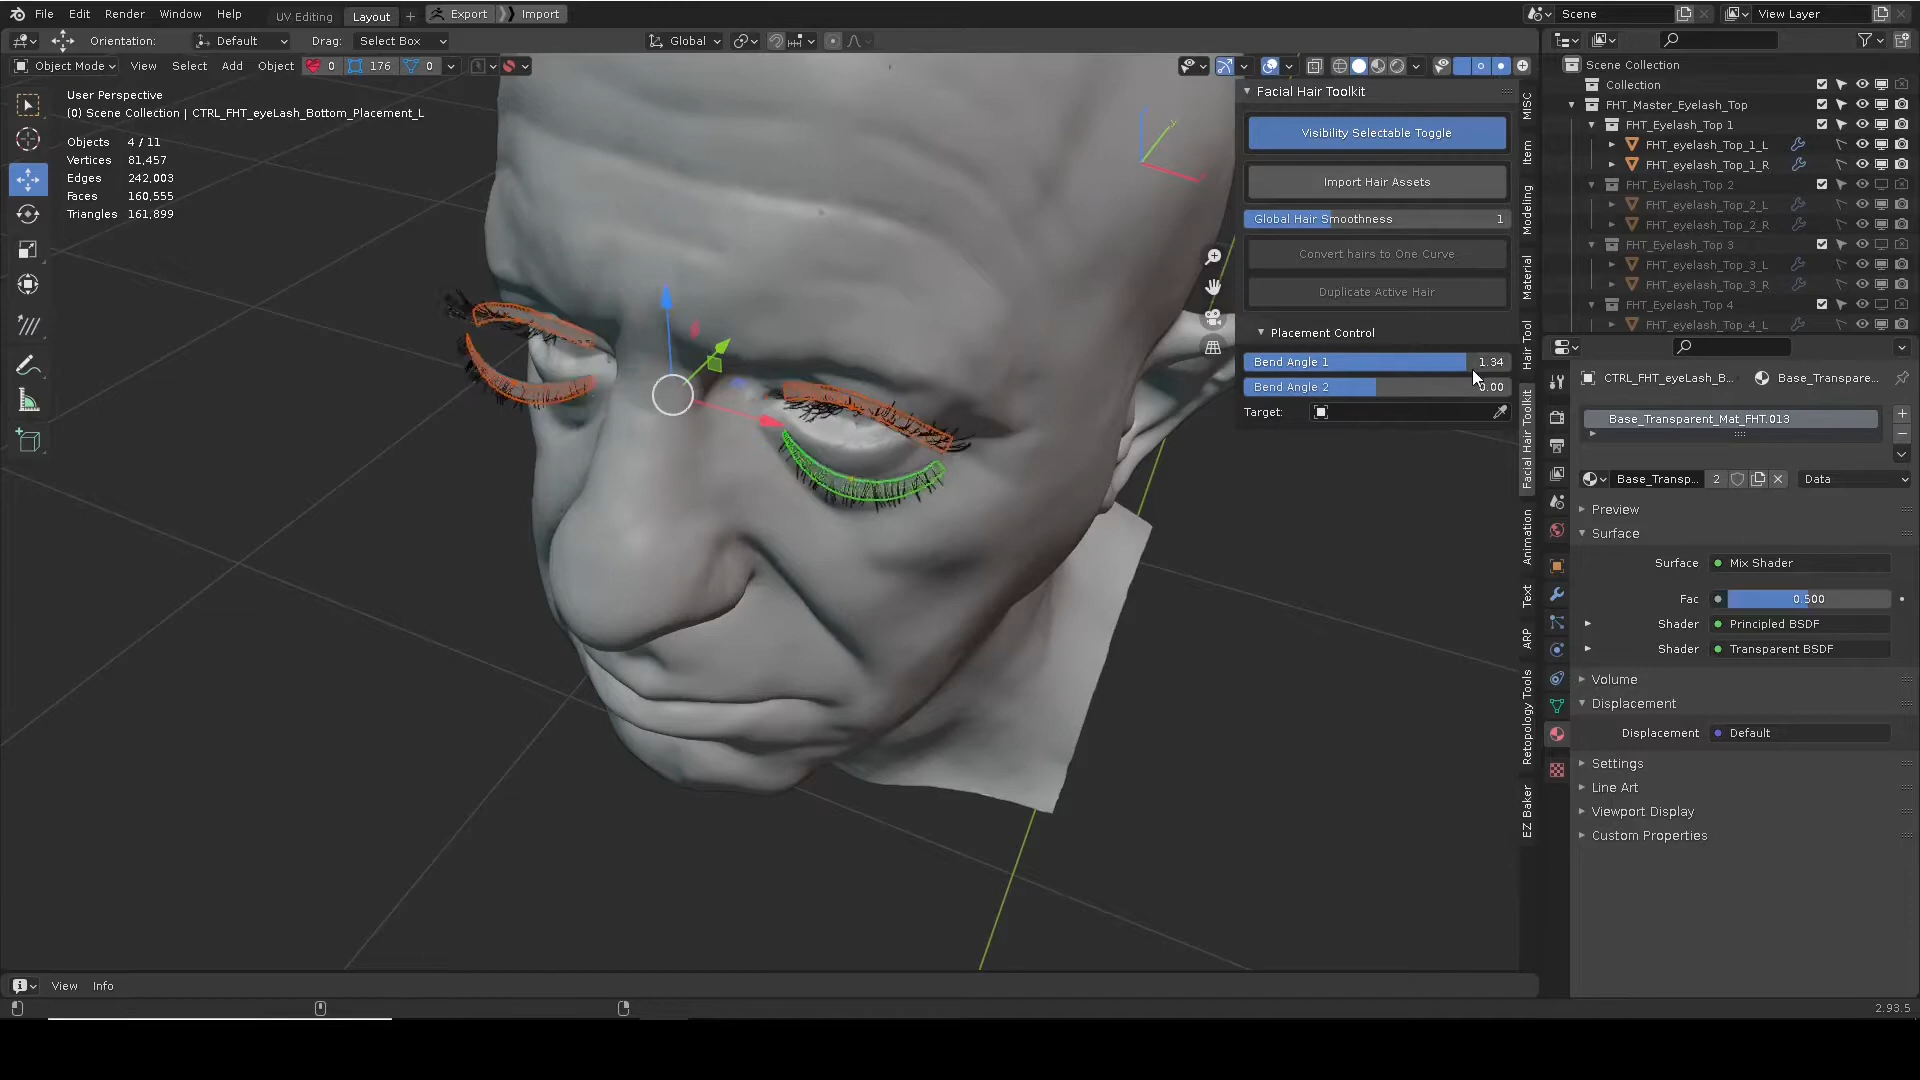 File Edit Render Window Help UV Editing Layout + Export Import Scene View Layer
Orientation: Default Drag: Select Box Global
Object Mode View Select Add Object 0 176 0
User Perspective
(0) Scene Collection | CTRL_FHT_eyeLash_Bottom_Placement_L
Objects 4 / 11
Vertices 81,457
Edges 242,003
Faces 160,555
Triangles 161,899
Y
Facial Hair Toolkit
Visibility Selectable Toggle
Import Hair Assets
Global Hair Smoothness 1
Convert hairs to One Curve
Duplicate Active Hair
Placement Control
Bend Angle 1 1.34
Bend Angle 2 0.00
Target:
MISC
Item
Modeling
Material
Hair Tool
Facial Hair Toolkit
Animation
Text
ARP
Retopology Tools
EZ Baker
Scene Collection
Collection
FHT_Master_Eyelash_Top
FHT_Eyelash_Top 1
FHT_eyelash_Top_1_L
FHT_eyelash_Top_1_R
FHT_Eyelash_Top 2
FHT_eyelash_Top_2_L
FHT_eyelash_Top_2_R
FHT_Eyelash_Top 3
FHT_eyelash_Top_3_L
FHT_eyelash_Top_3_R
FHT_Eyelash_Top 4
FHT_eyelash_Top_4_L
CTRL_FHT_eyeLash_B... Base_Transpare...
Base_Transparent_Mat_FHT.013
Base_Transp... 2 Data
Preview
Surface
Surface Mix Shader
Fac 0.500
Shader Principled BSDF
Shader Transparent BSDF
Volume
Displacement
Displacement Default
Settings
Line Art
Viewport Display
Custom Properties
View Info
2.93.5